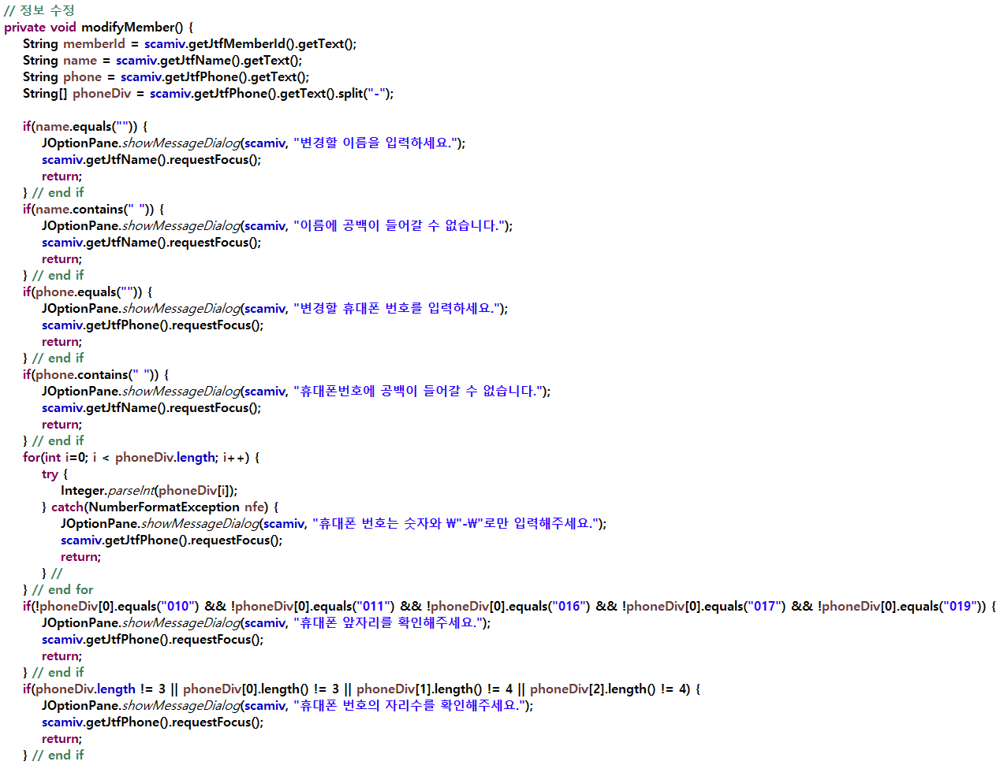 // 정보 수정
private void modifyMember() {
String memberId = scamiv.getJtfMemberId().getText();
String name = scamiv.getJtfName().getText();
String phone = scamiv.getJtfPhone().getText();
String[] phoneDiv = scamiv.getJtfPhone().getText().split("-");
if(name.equals("")) {
JOptionPane.showMessageDialog(scamiv, "변경할 이름을 입력하세요.");
scamiv.getJtfName().requestFocus();
return;
} // end if
if(name.contains(" ")) {
JOptionPane.showMessageDialog(scamiv, "이름에 공백이 들어갈 수 없습니다.");
scamiv.getJtfName().requestFocus();
return;
} // end if
if(phone.equals("")) {
JOptionPane.showMessageDialog(scamiv, "변경할 휴대폰 번호를 입력하세요.");
scamiv.getJtfPhone().requestFocus();
return;
} // end if
if(phone.contains(" ")) {
JOptionPane.showMessageDialog(scamiv, "휴대폰번호에 공백이 들어갈 수 없습니다.");
scamiv.getJtfName().requestFocus();
return;
} // end if
for(int i=0; i < phoneDiv.length; i++) {
try {
Integer.parseInt(phoneDiv[i]);
} catch(NumberFormatException nfe) {
JOptionPane.showMessageDialog(scamiv, "휴대폰 번호는 숫자와 ₩"-₩"로만 입력해주세요.");
scamiv.getJtfPhone().requestFocus();
return;
} //
} // end for
if(!phoneDiv[0].equals("010") && !phoneDiv[0].equals("011") && !phoneDiv[0].equals("016") && !phoneDiv[0].equals("017") && !phoneDiv[0].equals("019")) {
JOptionPane.showMessageDialog(scamiv, "휴대폰 앞자리를 확인해주세요.");
scamiv.getJtfPhone().requestFocus();
return;
} // end if
if(phoneDiv.length != 3 || phoneDiv[0].length() != 3 || phoneDiv[1].length() != 4 || phoneDiv[2].length() != 4) {
JOptionPane.showMessageDialog(scamiv, "휴대폰 번호의 자리수를 확인해주세요.");
scamiv.getJtfPhone().requestFocus();
return;
} // end if